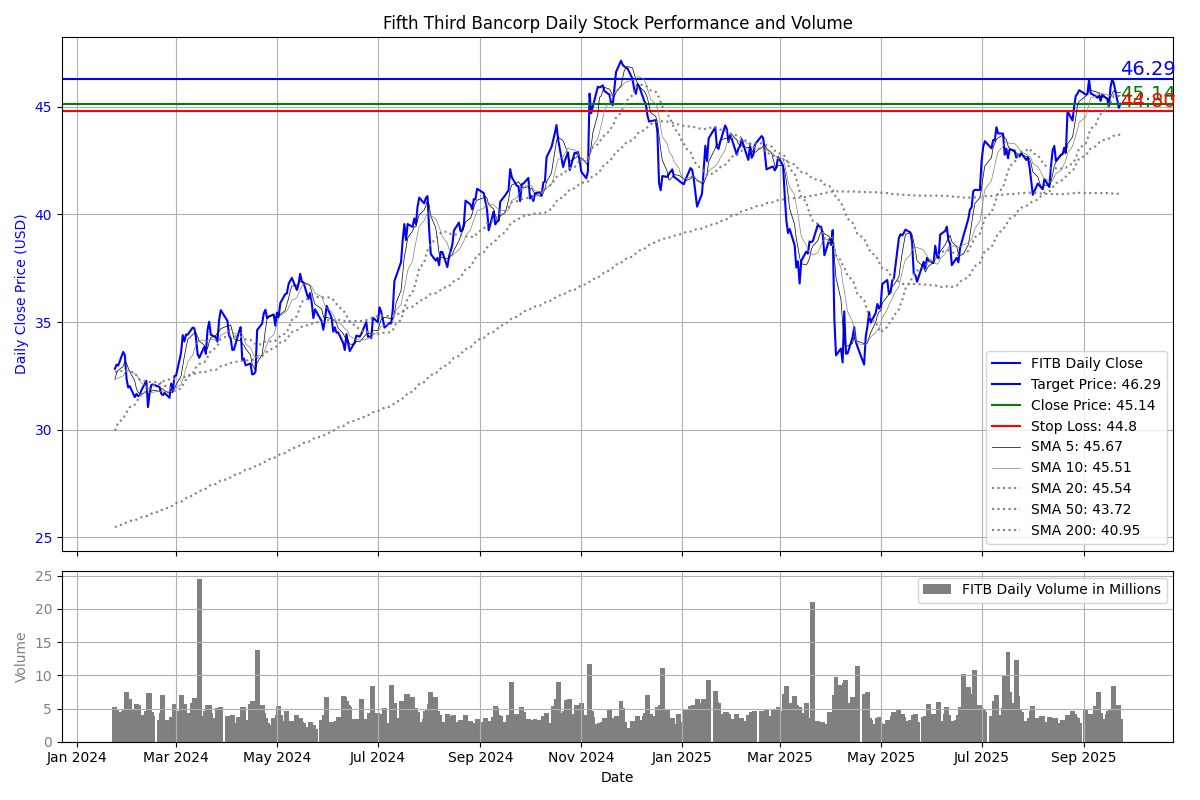 Fifth Third Bancorp Daily Stock Performance and Volume
46.29
45.14
44.80
45
40
35
30
25
Daily Close Price (USD)
FITB Daily Close
Target Price: 46.29
Close Price: 45.14
Stop Loss: 44.8
SMA 5: 45.67
SMA 10: 45.51
SMA 20: 45.54
SMA 50: 43.72
SMA 200: 40.95
25
20
15
10
5
0
Volume
FITB Daily Volume in Millions
Jan 2024 Mar 2024 May 2024 Jul 2024 Sep 2024 Nov 2024 Jan 2025 Mar 2025 May 2025 Jul 2025 Sep 2025
Date